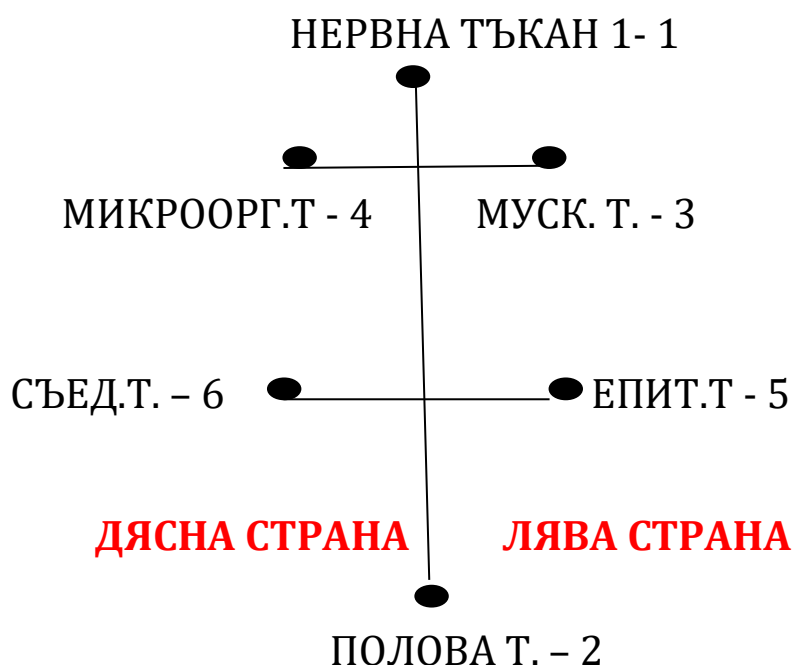 НЕРВНА ТЪКАН 1- 1
МИКРООРГ.Т - 4
МУСК. Т. - 3
СЪЕД.Т. – 6
ЕПИТ.Т - 5
ДЯСНА СТРАНА
ЛЯВА СТРАНА
ПОЛОВА Т. – 2